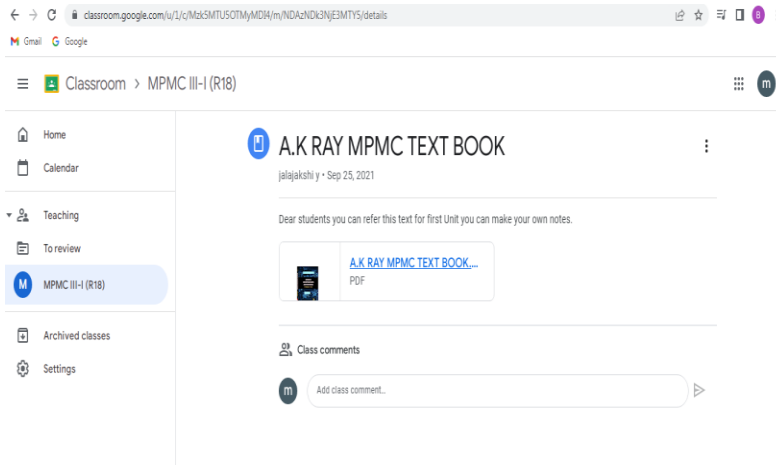 classroom.google.com/u/1/c/Mzk5MTU5OTMyMDI4/m/NDAzNDk3NjE3MTY5/details
B
Gmail G Google
Classroom > MPMC III-I (R18)
m
Home
Calendar
Teaching
To review
M MPMC III-I (R18)
Archived classes
Settings
A.K RAY MPMC TEXT BOOK
jalajakshi y • Sep 25, 2021
Dear students you can refer this text for first Unit you can make your own notes.
A.K RAY MPMC TEXT BOOK....
PDF
Class comments
m Add class comment...